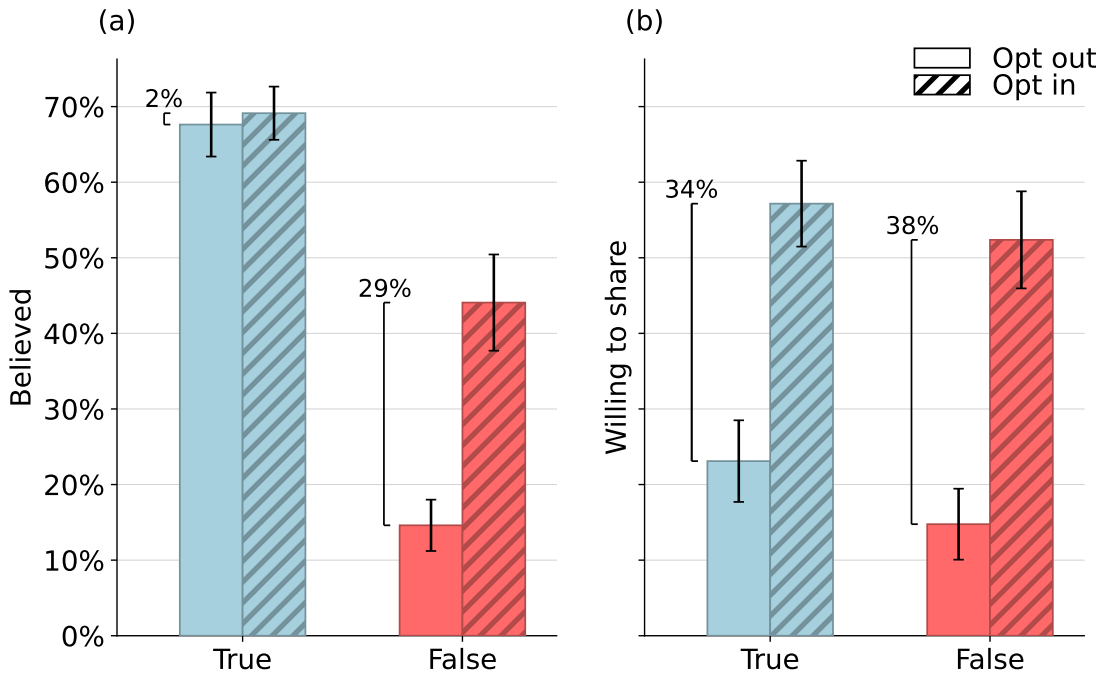 (a)
Believed
70%
60%
50%
40%
30%
20%
10%
0%
2%
29%
True
False
(b)
Opt out
Opt in
Willing to share
34%
38%
True
False